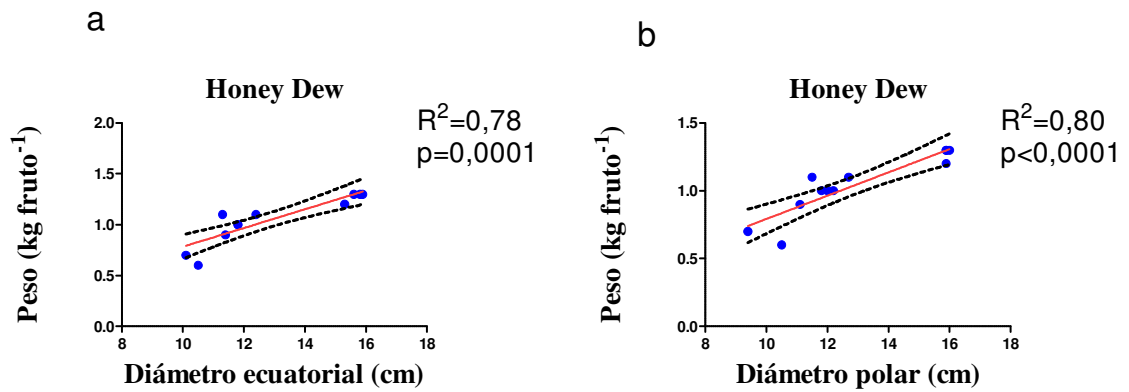 a
Honey Dew
R²=0,78
p=0,0001
Peso (kg fruto⁻¹)
2.0
1.5
1.0
0.5
0.0
8 10 12 14 16 18
Diámetro ecuatorial (cm)
b
Honey Dew
R²=0,80
p<0,0001
Peso (kg fruto⁻¹)
1.5
1.0
0.5
0.0
8 10 12 14 16 18
Diámetro polar (cm)